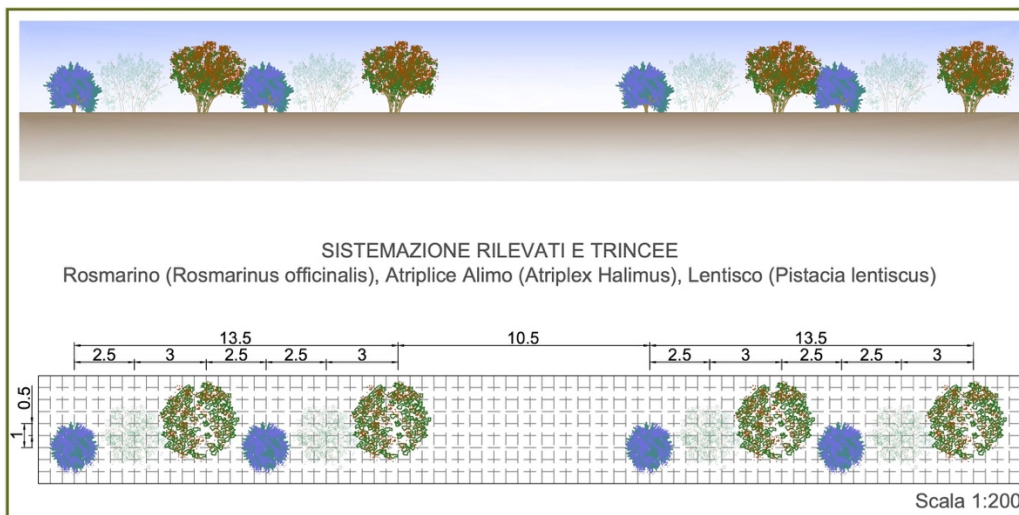 SISTEMAZIONE RILEVATI E TRINCEE
Rosmarino (Rosmarinus officinalis), Atriplice Alimo (Atriplex Halimus), Lentisco (Pistacia lentiscus)
13.5 10.5 13.5
2.5 3 2.5 2.5 3 2.5 3 2.5 2.5 3
0.5
1
Scala 1:200